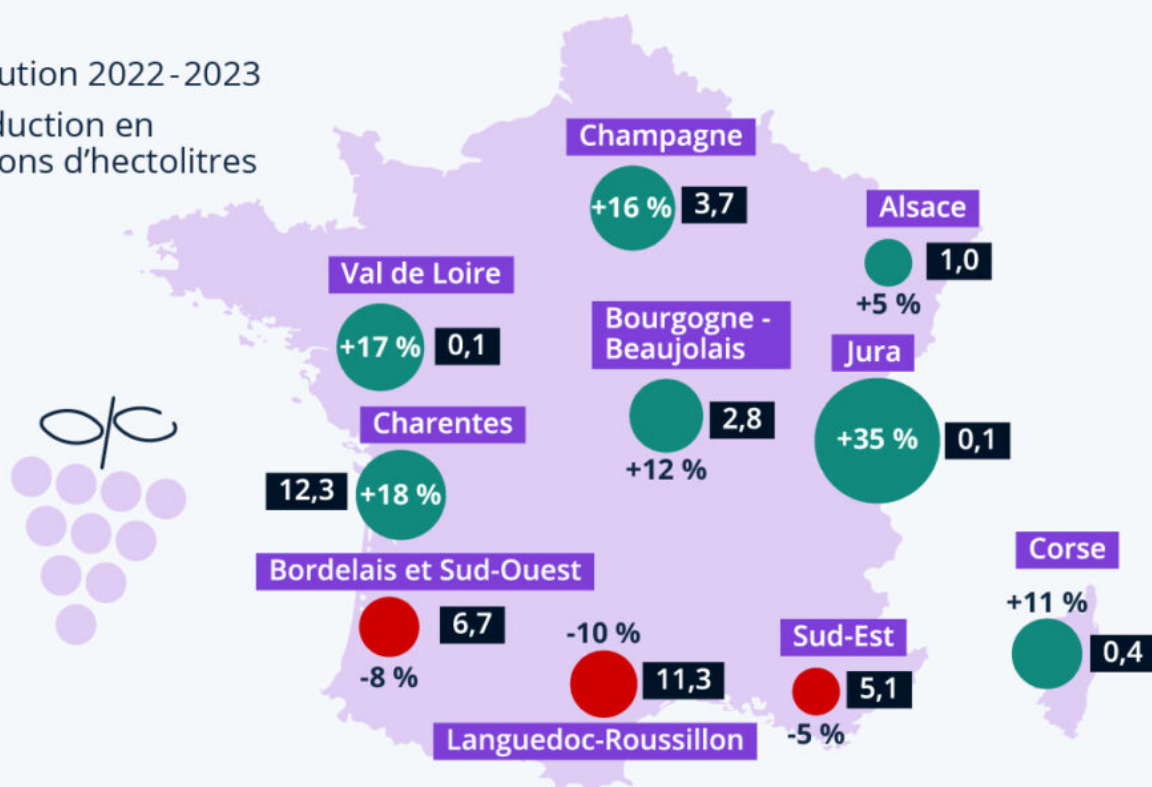 ution 2022-2023
duction en
ons d'hectolitres
Champagne
+16 %
3,7
Alsace
1,0
+5 %
Val de Loire
+17 %
0,1
Bourgogne -
Beaujolais
2,8
+12 %
Jura
+35 %
0,1
Charentes
12,3
+18 %
Bordelais et Sud-Ouest
6,7
-8 %
-10 %
11,3
Languedoc-Roussillon
Sud-Est
5,1
-5 %
Corse
+11 %
0,4